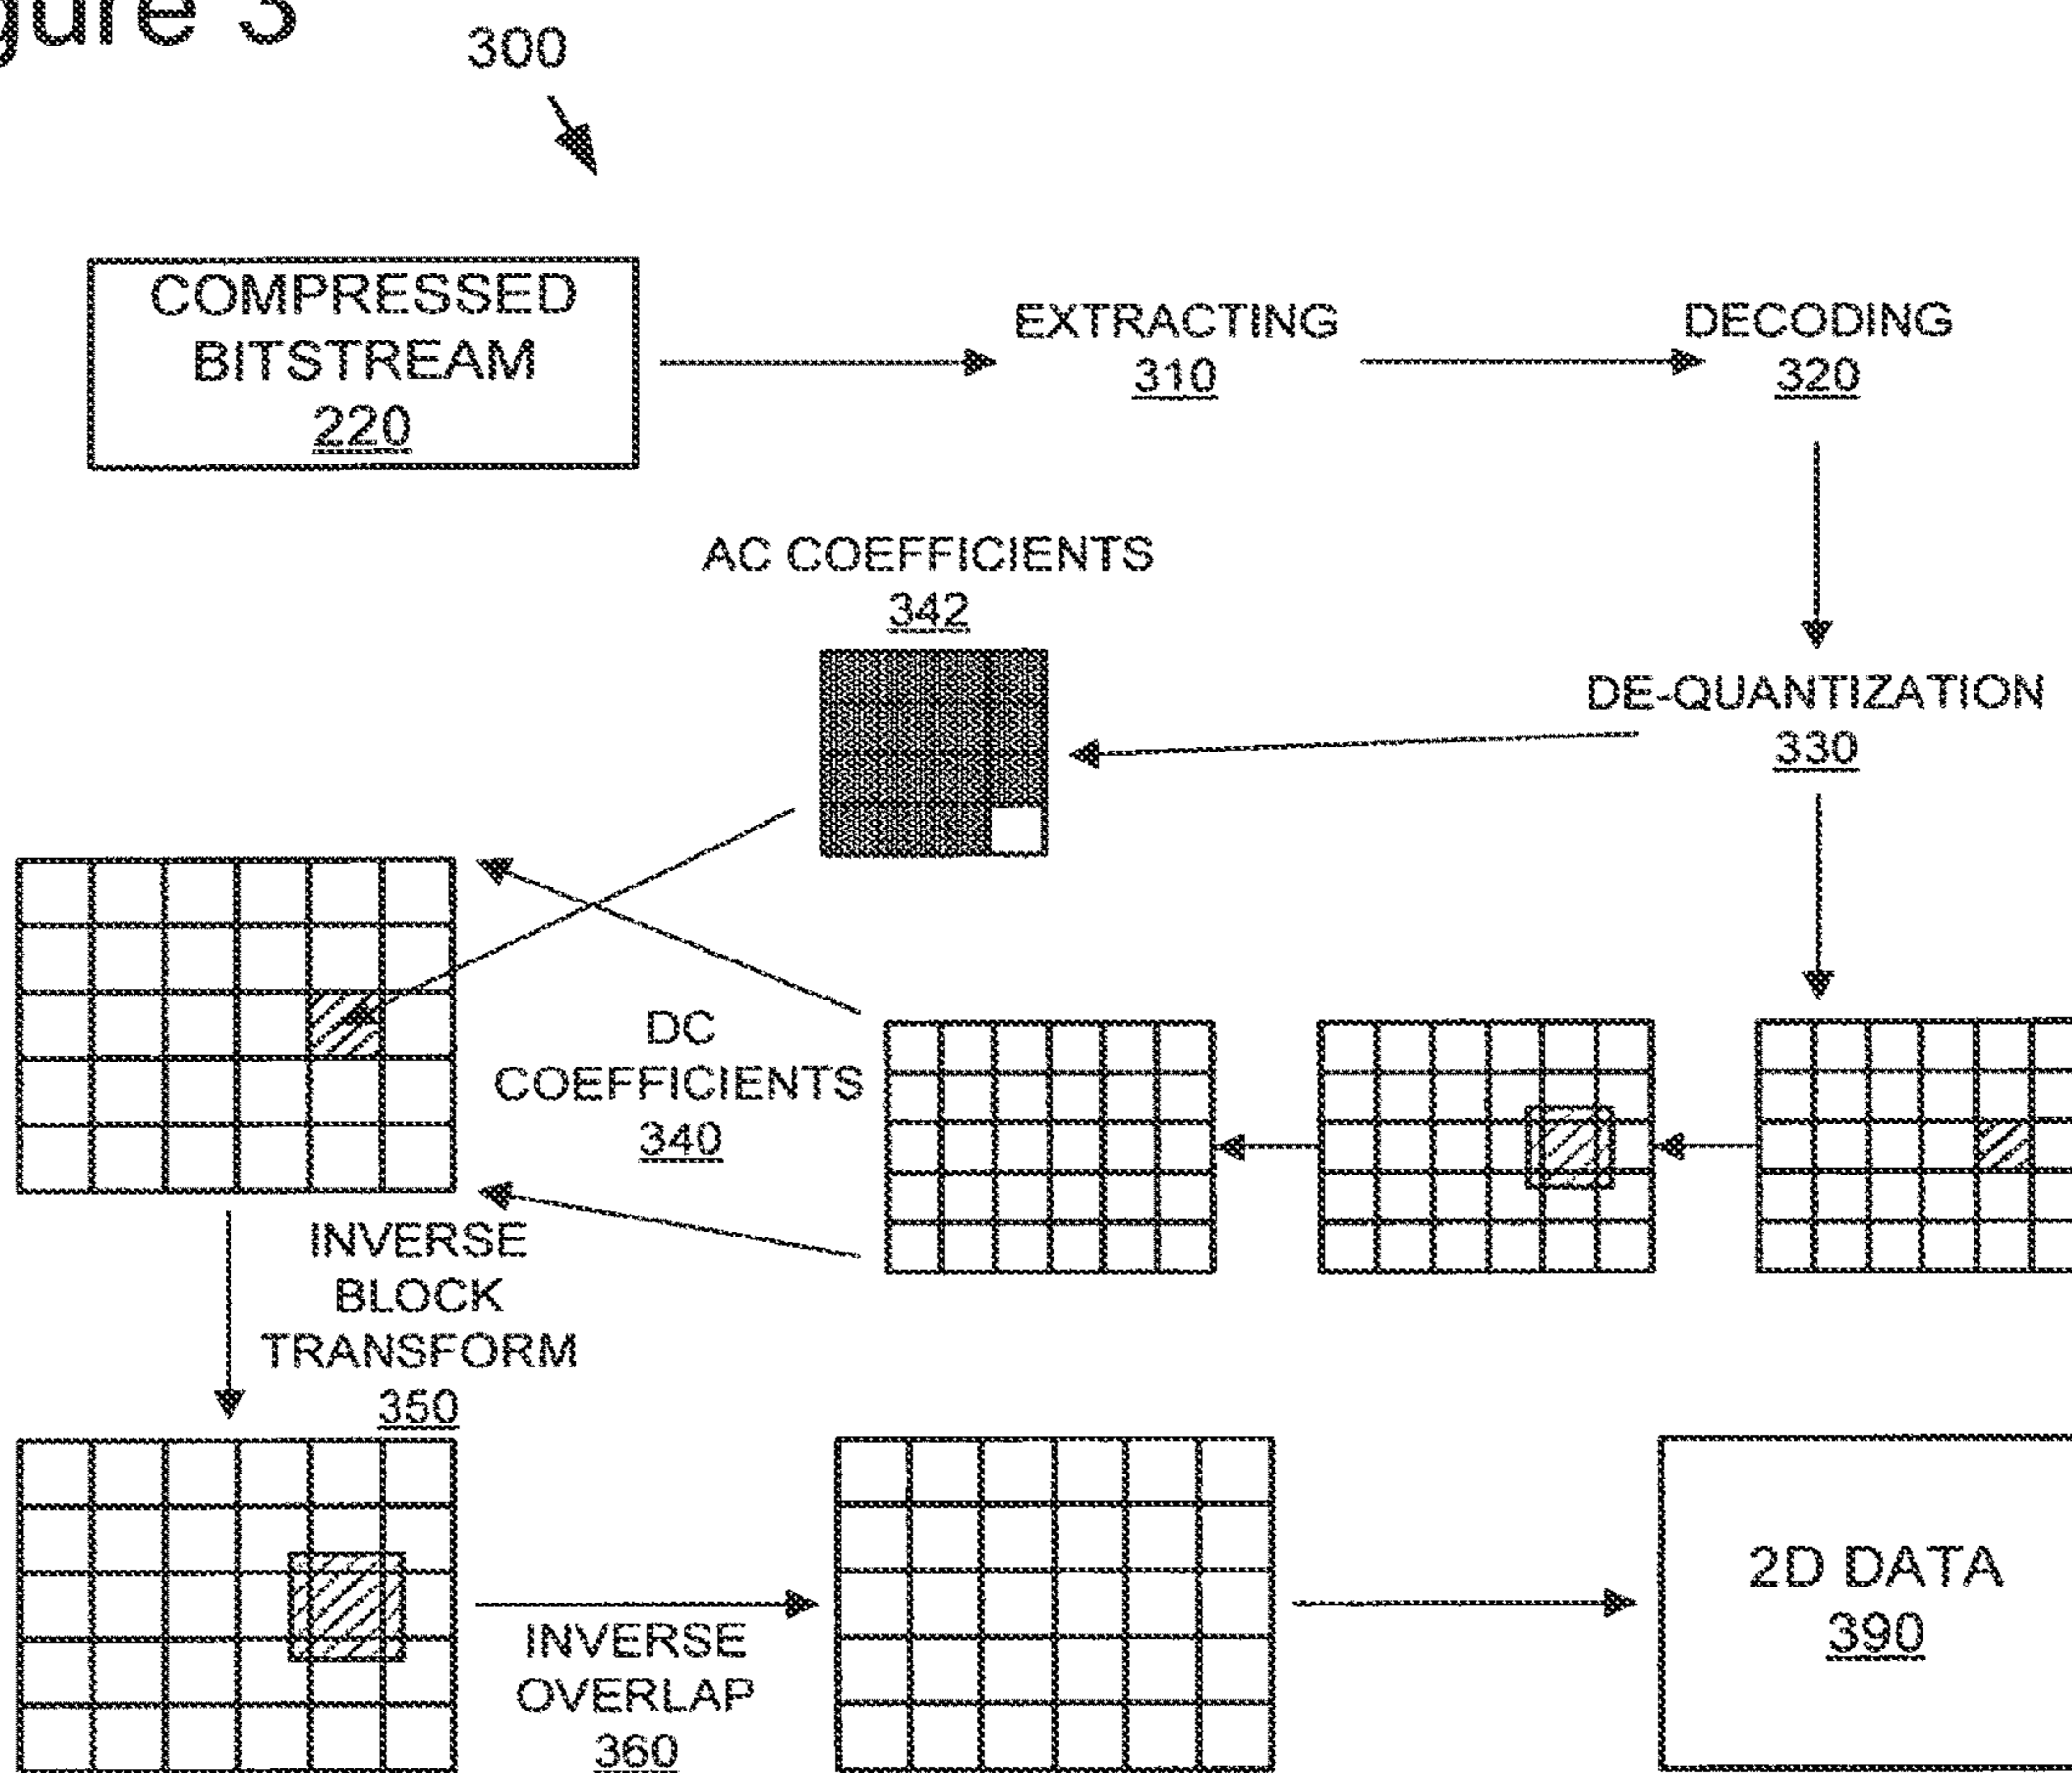 gure 3
300
COMPRESSED
BITSTREAM
220
EXTRACTING
310
DECODING
320
AC COEFFICIENTS
342
DE-QUANTIZATION
330
DC
COEFFICIENTS
340
INVERSE
BLOCK
TRANSFORM
350
INVERSE
OVERLAP
360
2D DATA
390